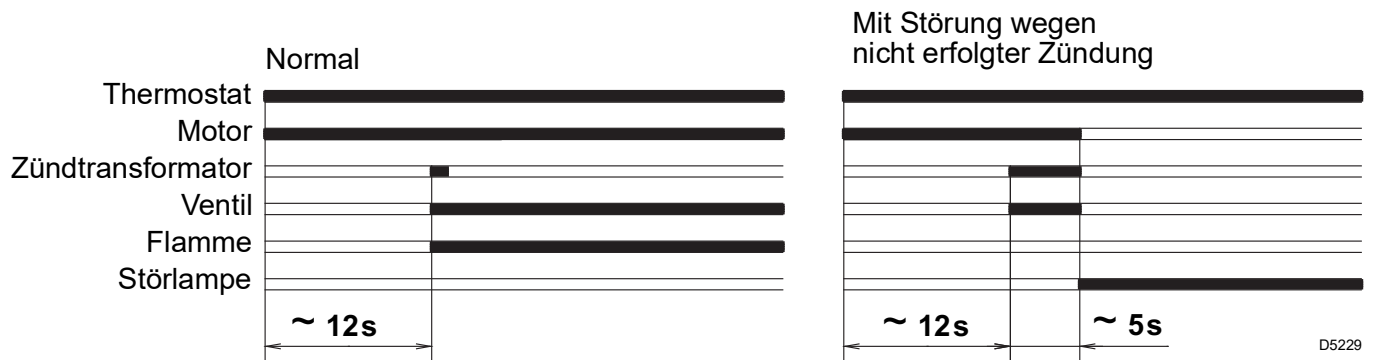 Normal
Mit Störung wegen
nicht erfolgter Zündung
Thermostat
Motor
Zündtransformator
Ventil
Flamme
Störlampe
~ 12s
~ 12s
~ 5s
D5229